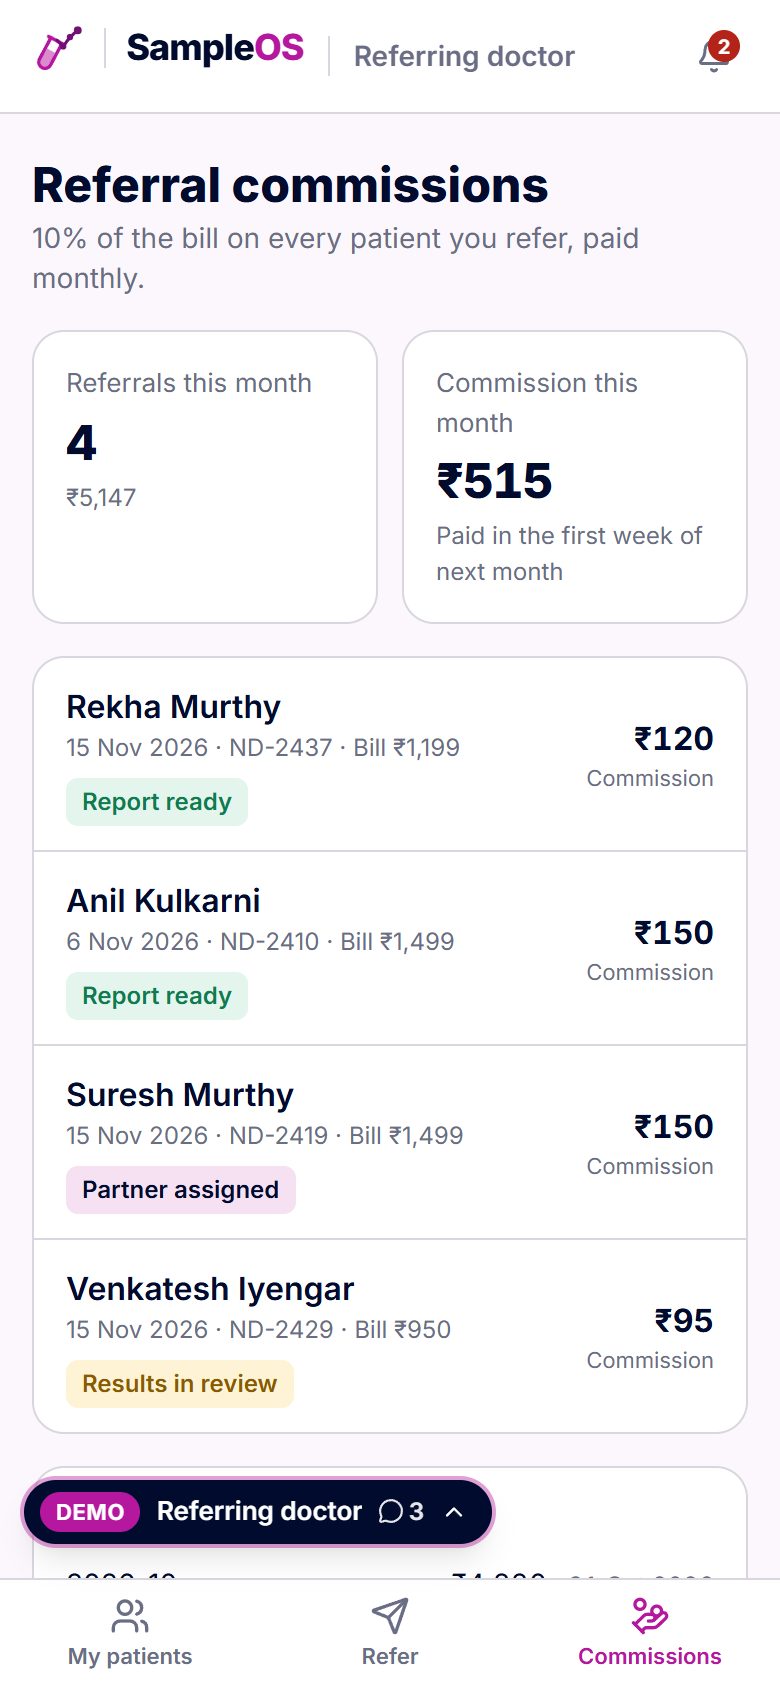 SampleOS
Referring doctor
2
Referral commissions
10% of the bill on every patient you refer, paid
monthly.
Referrals this month
4
₹5,147
Commission this
month
₹515
Paid in the first week of
next month
Rekha Murthy
15 Nov 2026 · ND-2437 · Bill ₹1,199
Report ready
₹120
Commission
Anil Kulkarni
6 Nov 2026 · ND-2410 · Bill ₹1,499
Report ready
₹150
Commission
Suresh Murthy
15 Nov 2026 · ND-2419 · Bill ₹1,499
Partner assigned
₹150
Commission
Venkatesh Iyengar
15 Nov 2026 · ND-2429 · Bill ₹950
Results in review
₹95
Commission
DEMO Referring doctor 3
My patients
Refer
Commissions